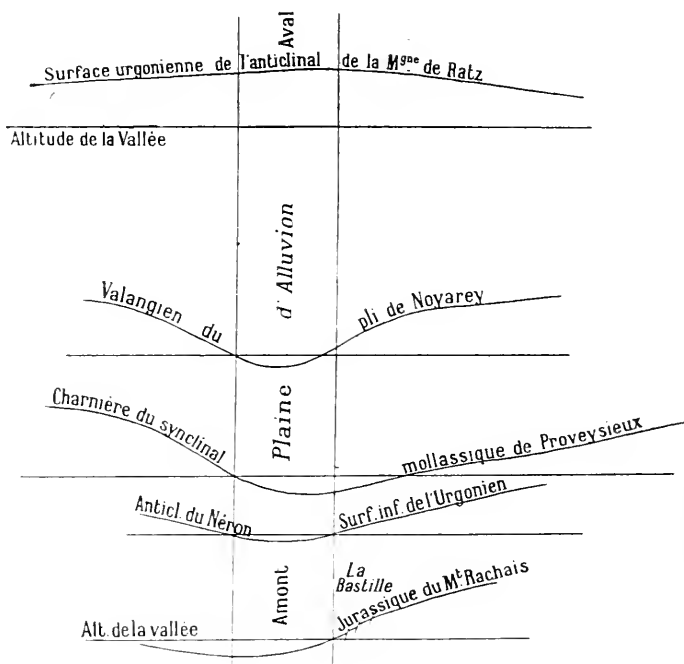 Aval
Surface urgonienne de l'anticlinal de la Mgne de Ratz
Altitude de la Vallée
Plaine d'Alluvion
Valangien du pli de Noyarey
Charnière du synclinal mollassique de Proveysieux
Anticl. du Néron Surf. inf. de l'Urgonien
Amont
La
Bastille
Jurassique du Mt Rachais
Alt. de la vallée